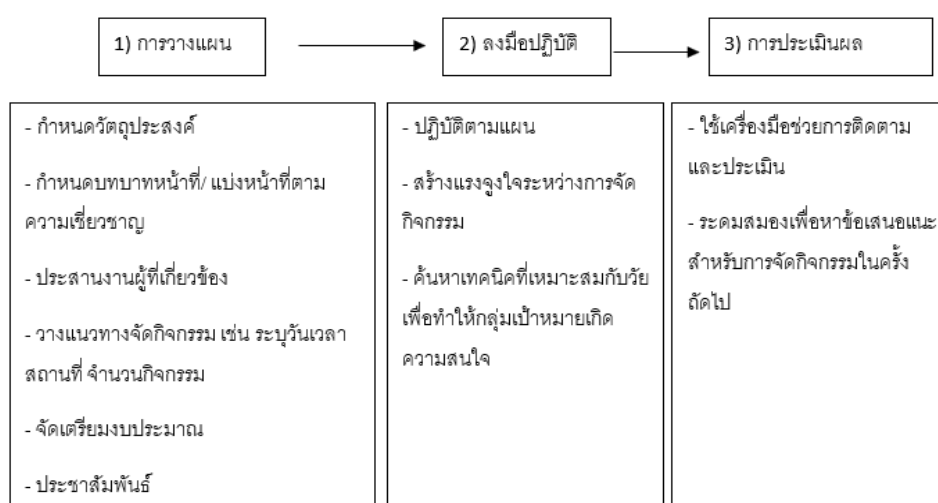 1) การวางแผน
2) ลงมือปฏิบัติ
3) การประเมินผล
- กำหนดวัตถุประสงค์
- กำหนดบทบาทหน้าที่/ แบ่งหน้าที่ตาม
ความเชี่ยวชาญ
- ประสานงานผู้ที่เกี่ยวข้อง
- วางแนวทางจัดกิจกรรม เช่น ระบุวันเวลา
สถานที่ จำนวนกิจกรรม
- จัดเตรียมงบประมาณ
- ประชาสัมพันธ์
- ปฏิบัติตามแผน
- สร้างแรงจูงใจระหว่างการจัด
กิจกรรม
- ค้นหาเทคนิคที่เหมาะสมกับวัย
เพื่อทำให้กลุ่มเป้าหมายเกิด
ความสนใจ
- ใช้เครื่องมือช่วยการติดตาม
และประเมิน
- ระดมสมองเพื่อหาข้อเสนอแนะ
สำหรับการจัดกิจกรรมในครั้ง
ถัดไป